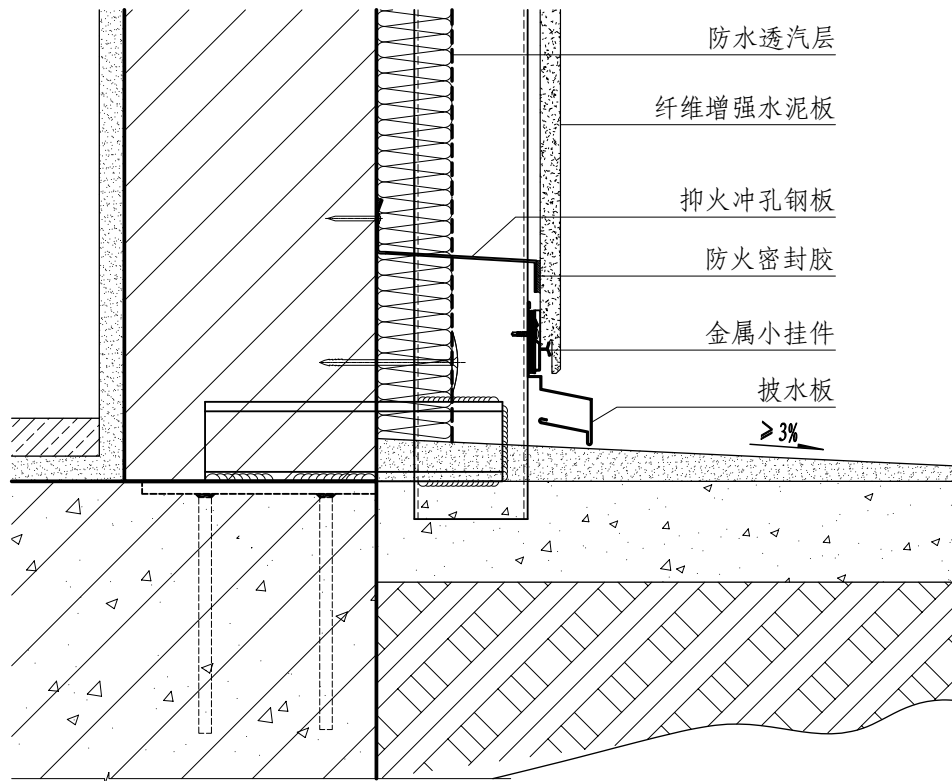 防水透汽层
纤维增强水泥板
抑火冲孔钢板
防火密封胶
金属小挂件
披水板
≥3%